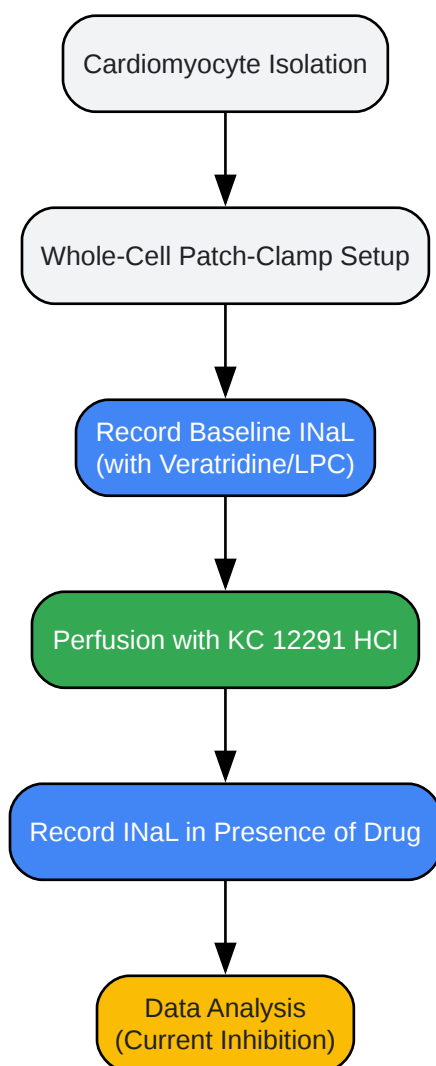 Cardiomyocyte Isolation
Whole-Cell Patch-Clamp Setup
Record Baseline INaL
(with Veratridine/LPC)
Perfusion with KC 12291 HCl
Record INaL in Presence of Drug
Data Analysis
(Current Inhibition)